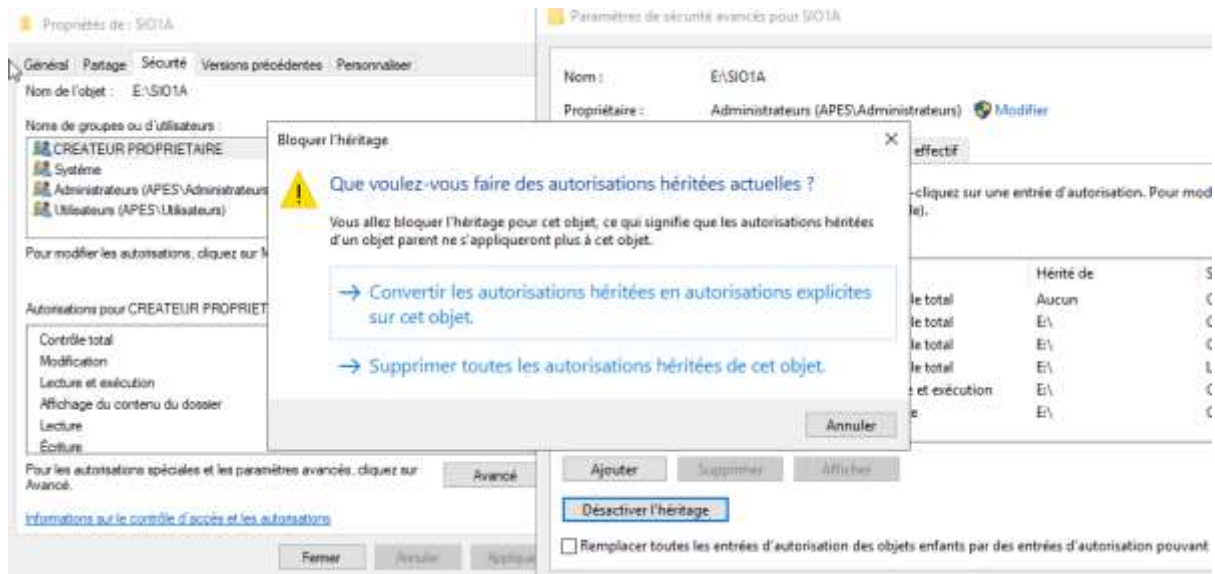 Propriétés de : SIO1A
Général Partage Sécurité Versions précédentes Personnaliser
Nom de l'objet : E:\SIO1A
Noms de groupes ou d'utilisateurs :
CREATEUR PROPRIETAIRE
Système
Administrateurs (APES\Administrateurs
Utilisateurs (APES\Utilisateurs)
Pour modifier les autorisations, cliquez sur M
Autorisations pour CREATEUR PROPRIET
Contrôle total
Modification
Lecture et exécution
Affichage du contenu du dossier
Lecture
Écriture
Pour les autorisations spéciales et les paramètres avancés, cliquez sur
Avancé.
Avancé
Informations sur le contrôle d'accès et les autorisations
Fermer Annuler Applique
Bloquer l'héritage
Que voulez-vous faire des autorisations héritées actuelles ?
Vous allez bloquer l'héritage pour cet objet, ce qui signifie que les autorisations héritées
d'un objet parent ne s'appliqueront plus à cet objet.
Convertir les autorisations héritées en autorisations explicites
sur cet objet.
Supprimer toutes les autorisations héritées de cet objet.
Annuler
Paramètres de sécurité avancés pour SIO1A
Nom : E:\SIO1A
Propriétaire : Administrateurs (APES\Administrateurs) Modifier
effectif
-cliquez sur une entrée d'autorisation. Pour mod
le).
Hérité de S
le total Aucun C
le total E:\ C
le total E:\ C
le total E:\ L
e et exécution E:\ C
e E:\ C
Ajouter Supprimer Afficher
Désactiver l'héritage
Remplacer toutes les entrées d'autorisation des objets enfants par des entrées d'autorisation pouvant